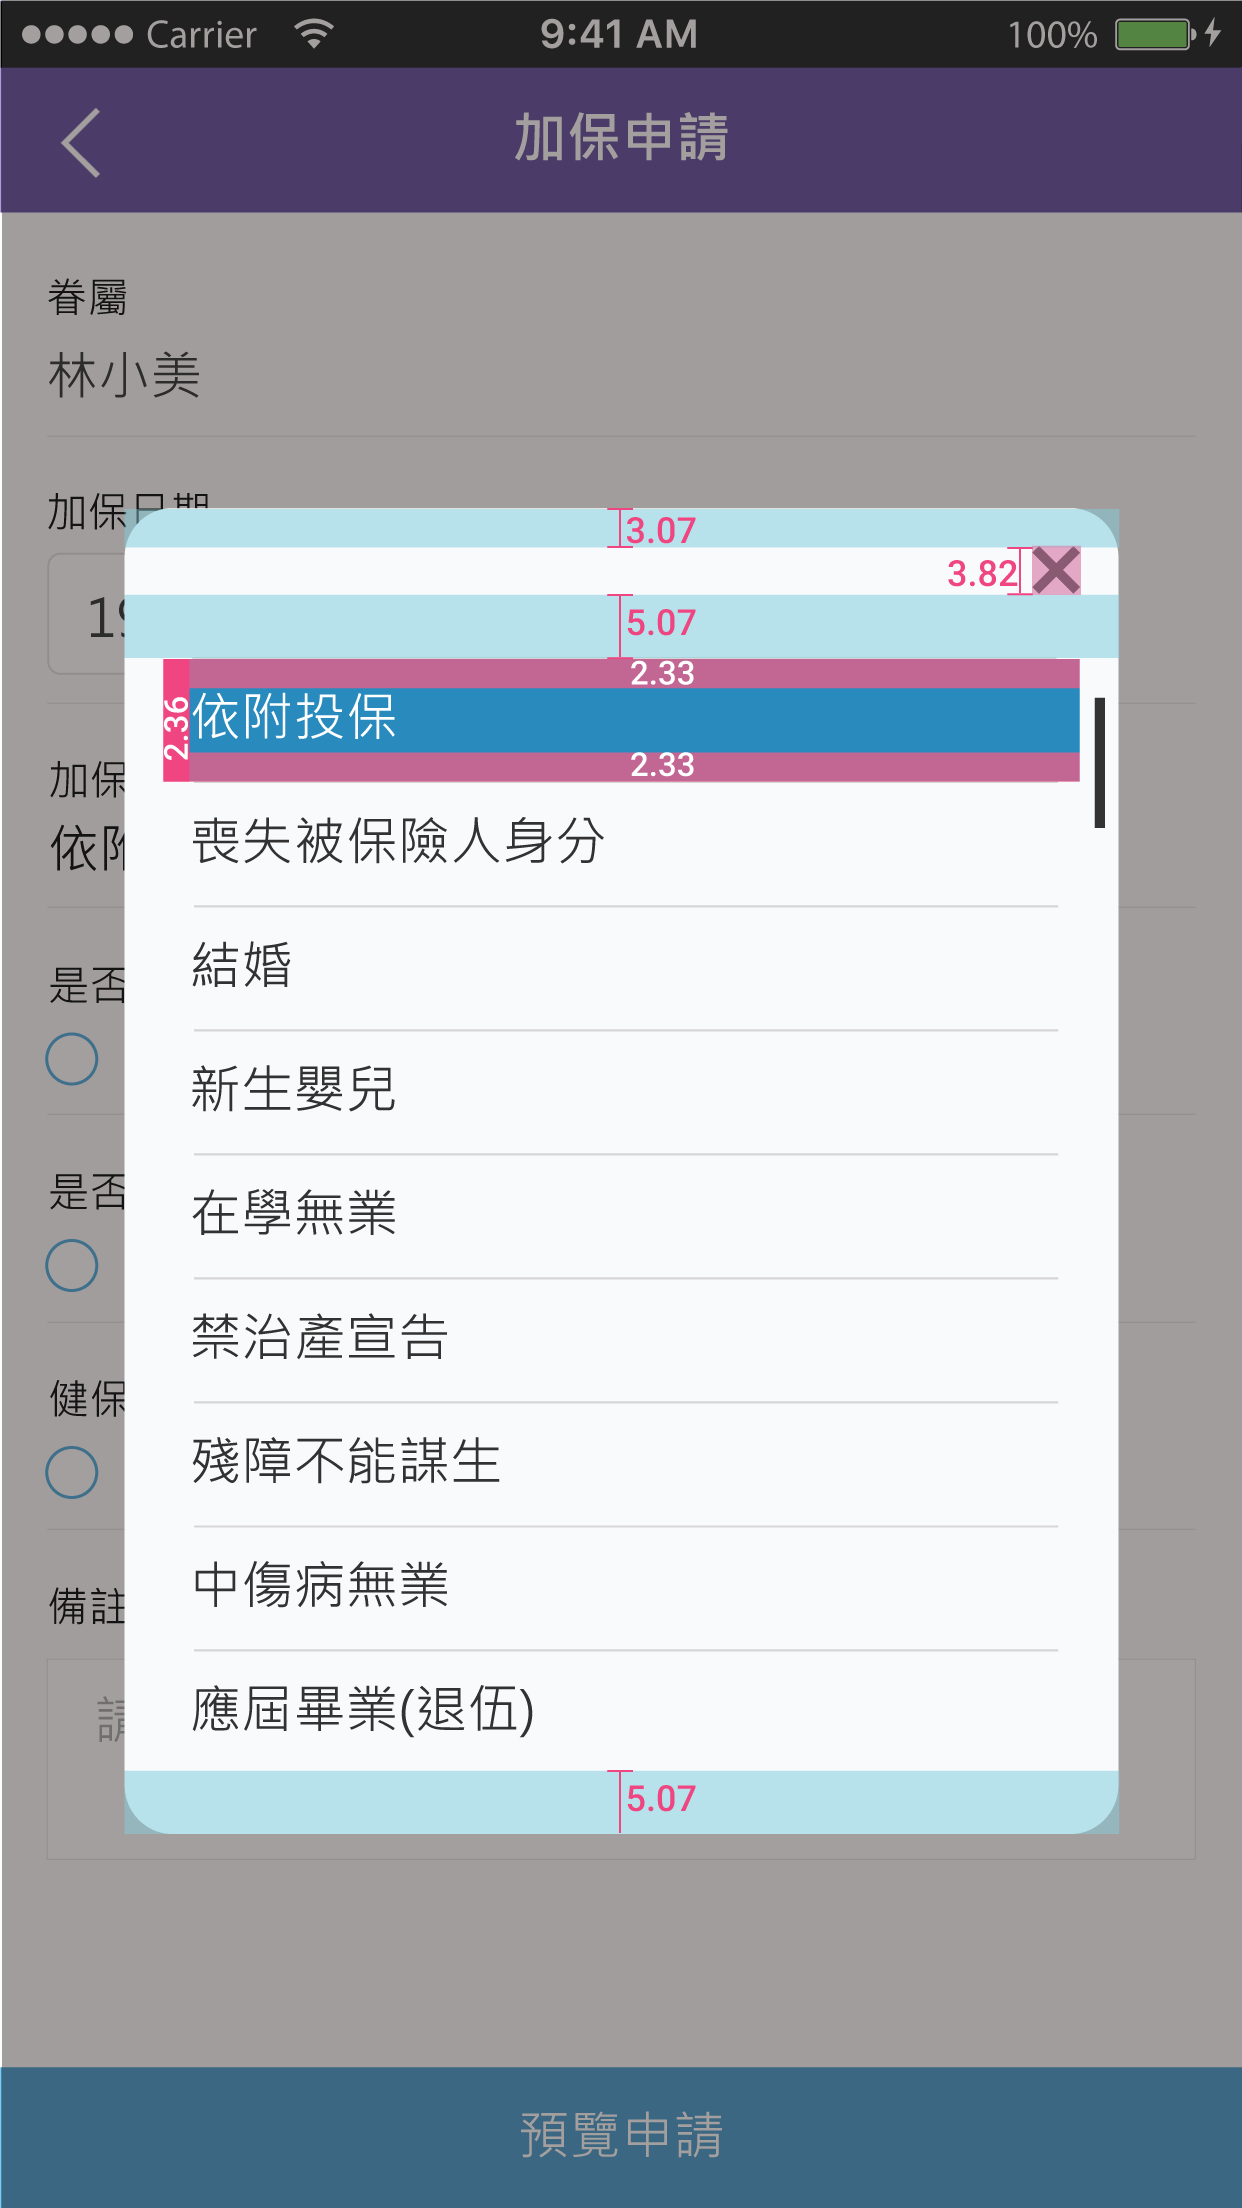 Carrier 9:41 AM 100%
加保申請
眷屬
林小美
加保日期
3.07
3.82
5.07
19
2.33
2.36
依附投保
2.33
加保
依附
喪失被保險人身分
結婚
是否
新生嬰兒
是否
在學無業
禁治產宣告
健保
殘障不能謀生
中傷病無業
備註
請
應屆畢業(退伍)
5.07
預覽申請